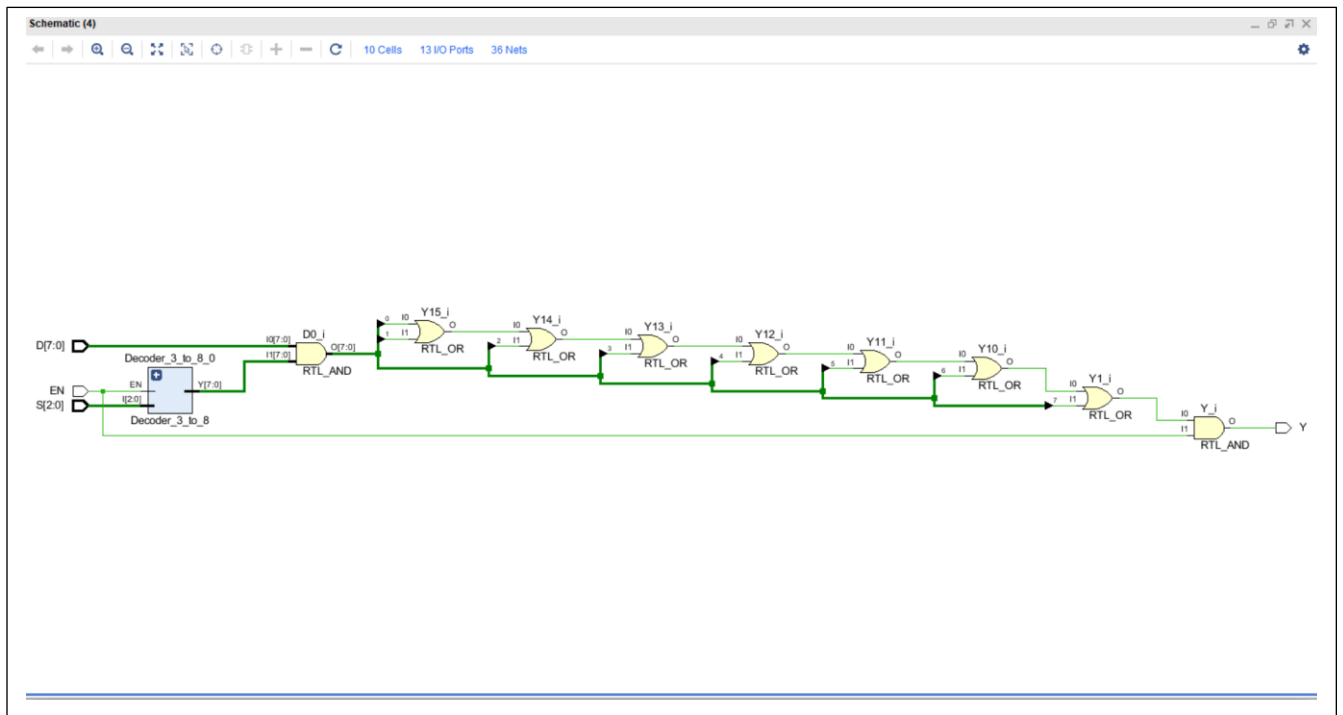 Schematic (4)
10 Cells 13 I/O Ports 36 Nets
D[7:0]
EN
S[2:0]
Decoder_3_to_8_0
EN
I[2:0]
Y[7:0]
Decoder_3_to_8
I0[7:0]
I1[7:0]
D0_i
O[7:0]
RTL_AND
0
1
I0
I1
Y15_i
O
RTL_OR
2
I0
I1
Y14_i
O
RTL_OR
3
I0
I1
Y13_i
O
RTL_OR
4
I0
I1
Y12_i
O
RTL_OR
5
I0
I1
Y11_i
O
RTL_OR
6
I0
I1
Y10_i
O
RTL_OR
7
I0
I1
Y1_i
O
RTL_OR
I0
I1
Y_i
O
RTL_AND
Y